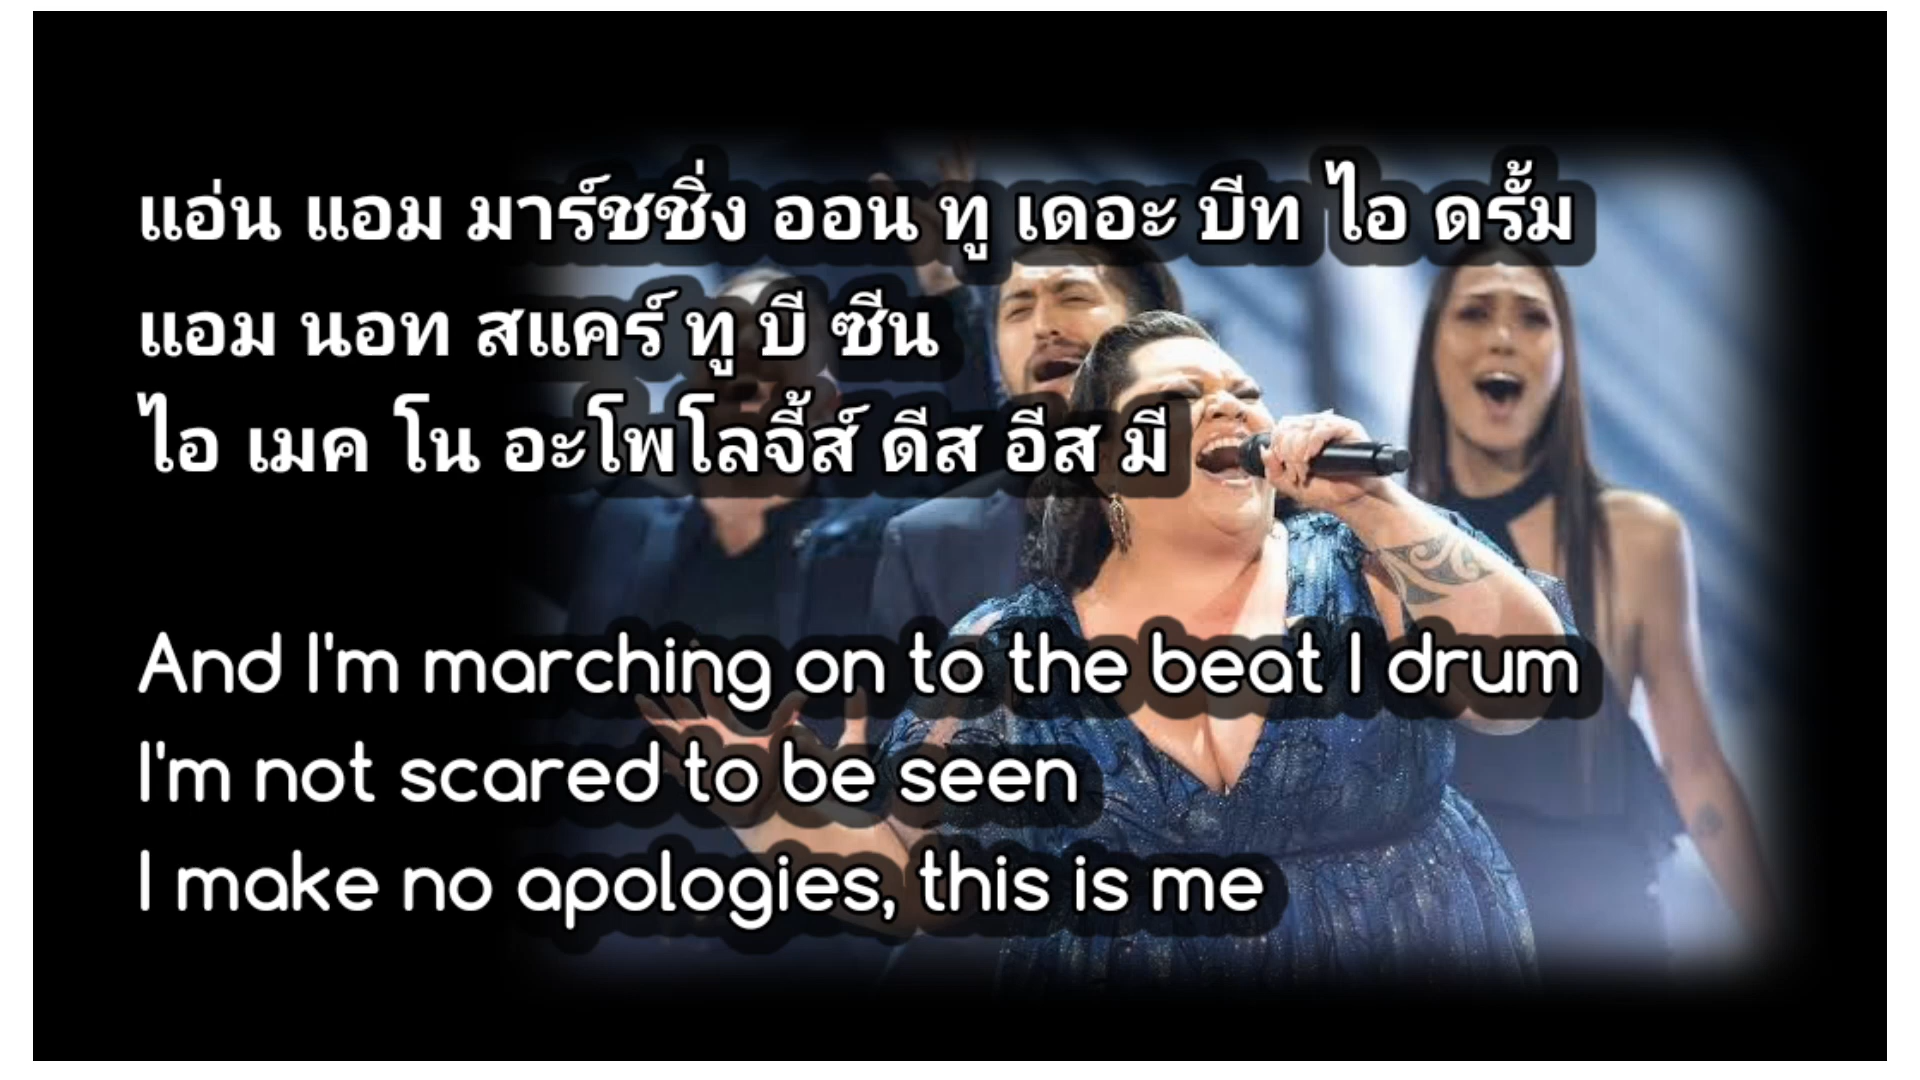 แอ่น แอม มาร์ชชิ่ง ออน ทู เดอะ บีท ไอ ดรั้ม
แอม นอท สแคร์ ทู บี ซีน
ไอ เมค โน อะโพโลจี้ส์ ดีส อีส มี
And I'm marching on to the beat I drum
I'm not scared to be seen
I make no apologies, this is me